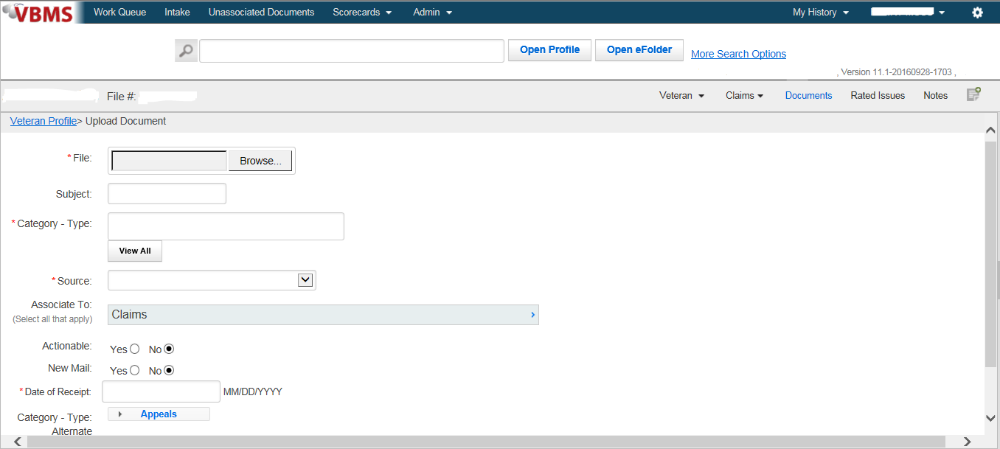 VBMS Work Queue Intake Unassociated Documents Scorecards Admin My History
Open Profile Open eFolder More Search Options
, Version 11.1-20160928-1703 ,
File #: Veteran Claims Documents Rated Issues Notes
Veteran Profile> Upload Document
* File: Browse...
Subject:
* Category - Type:
View All
* Source:
Associate To:
(Select all that apply) Claims
Actionable: Yes No
New Mail: Yes No
* Date of Receipt: MM/DD/YYYY
Category - Type: Appeals
Alternate